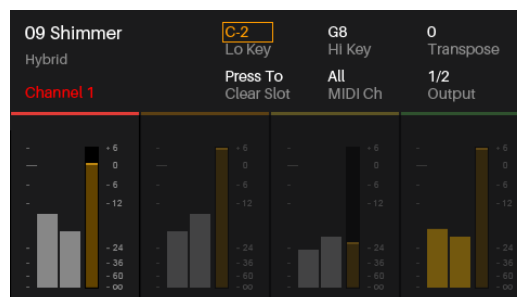 09 Shimmer
C-2
G8
0
Hybrid
Lo Key
Hi Key
Transpose
Press To
All
1/2
Channel 1
Clear Slot
MIDI Ch
Output
+ 6
0
- 6
- 12
- 24
- 36
- 60
- oo
+ 6
0
- 6
- 12
- 24
- 36
- 60
- oo
+ 6
0
- 6
- 12
- 24
- 36
- 60
- oo
+ 6
0
- 6
- 12
- 24
- 36
- 60
- oo